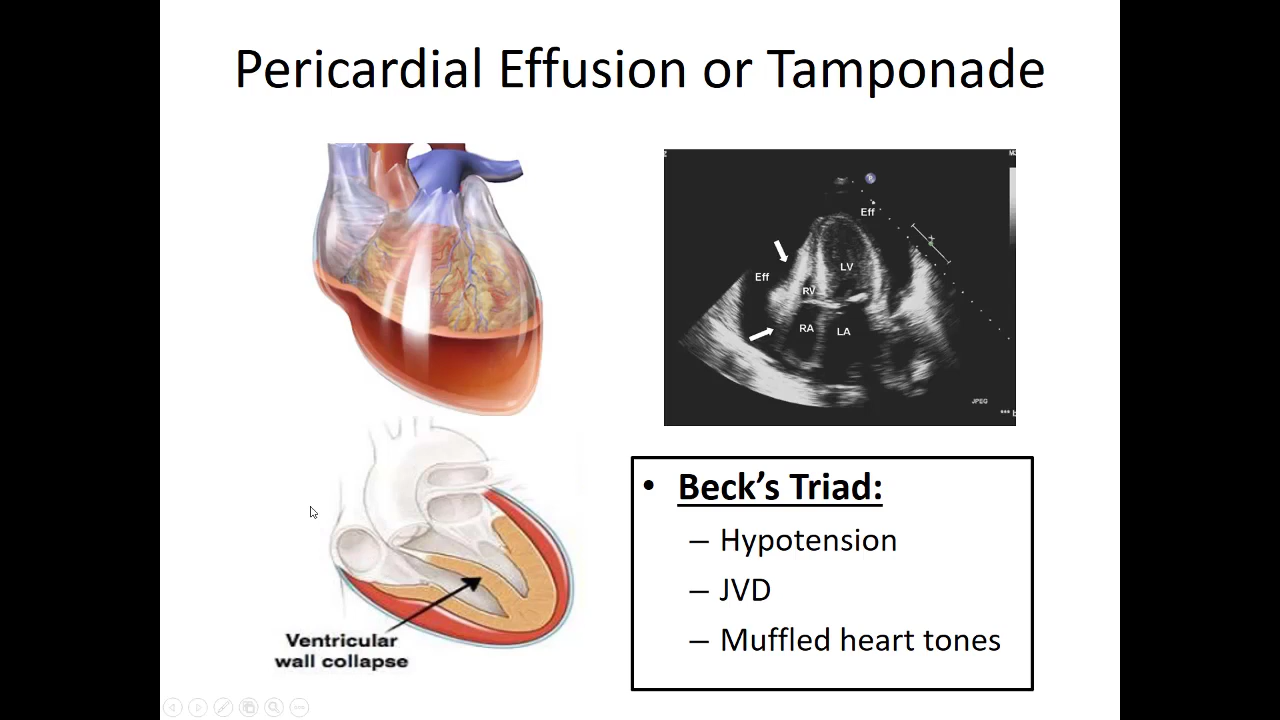 Pericardial Effusion or Tamponade
Eff
Eff
LV
RV
RA
LA
JPEG
Ventricular
wall collapse
• Beck's Triad:
– Hypotension
– JVD
– Muffled heart tones